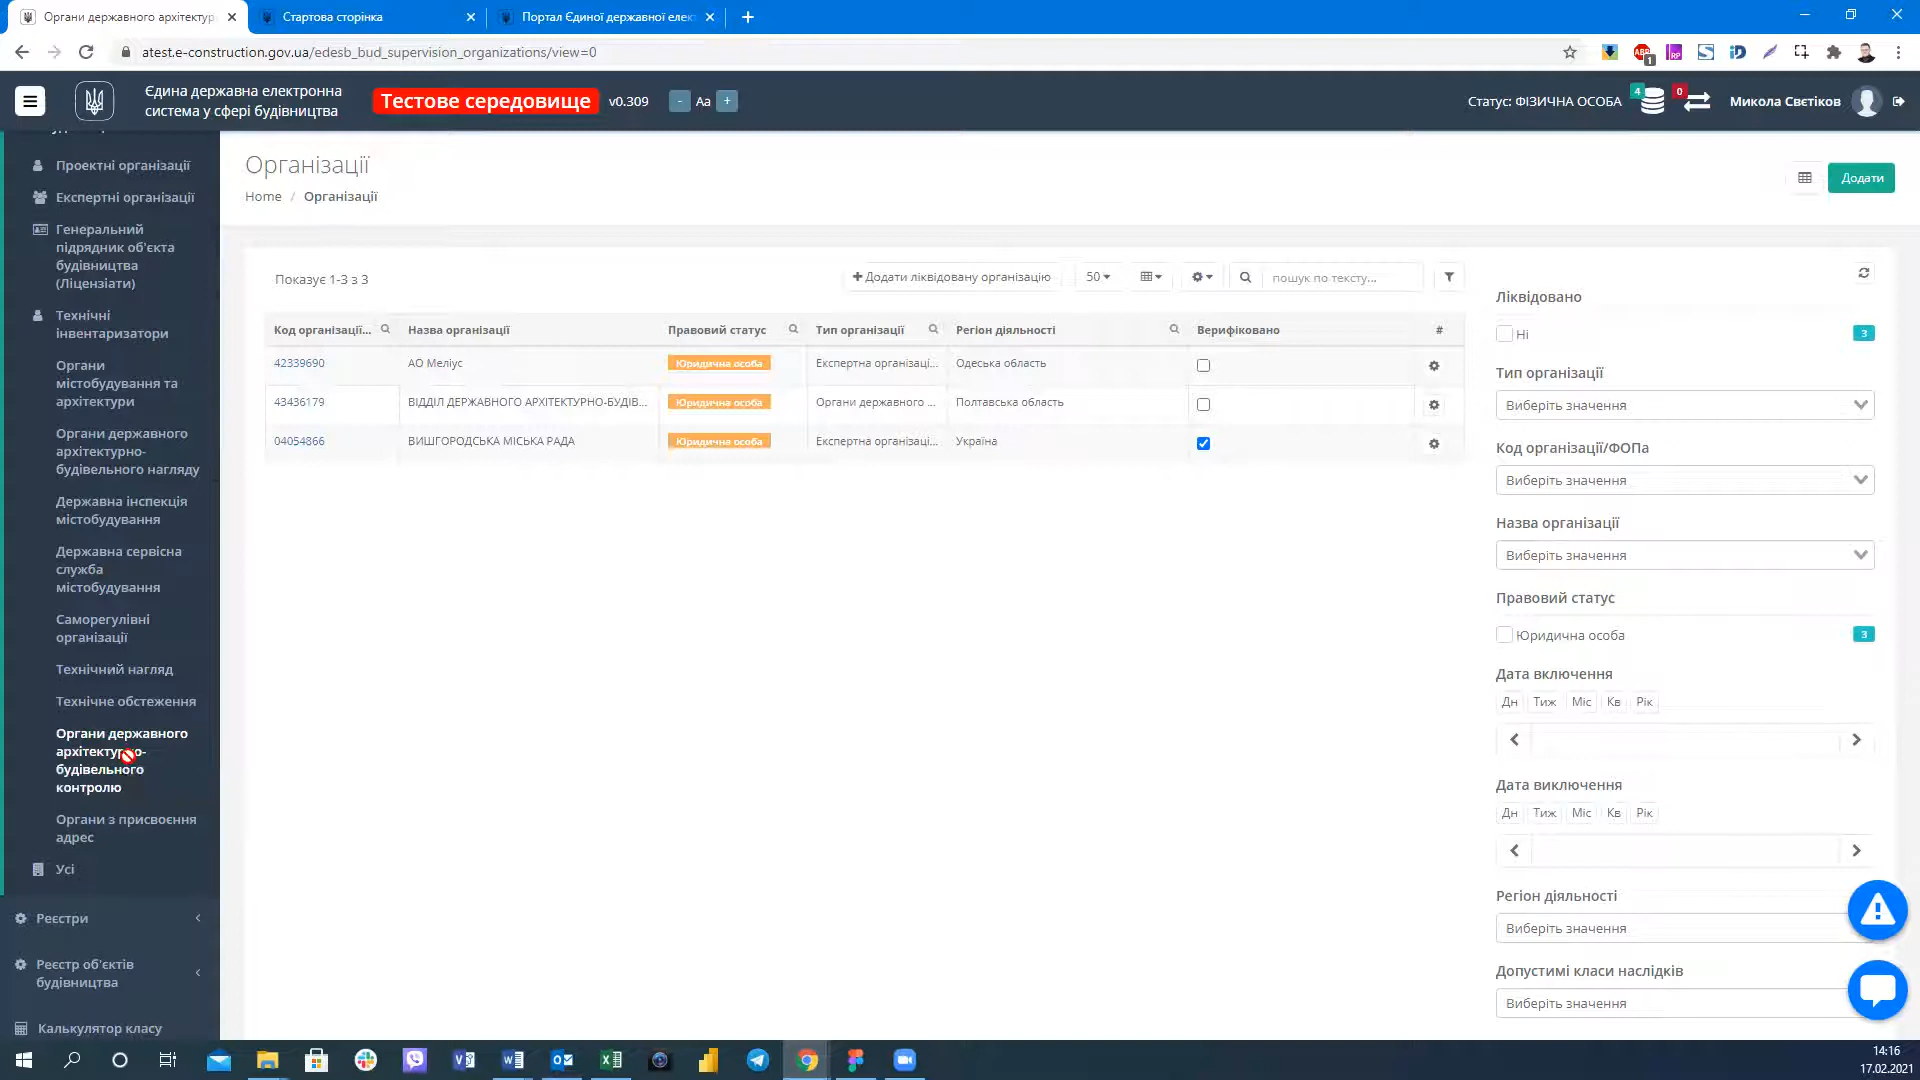 Органи державного архітектур
Стартова сторінка
Портал Єдиної державної елек
atest.e-construction.gov.ua/edesb_bud_supervision_organizations/view=0
Єдина державна електронна
система у сфері будівництва
Тестове середовище
v0.309
- Aa +
Статус: ФІЗИЧНА ОСОБА
4
0
Микола Свєтіков
Проектні організації
Експертні організації
Генеральний
підрядник об'єкта
будівництва
(Ліцензіати)
Технічні
інвентаризатори
Органи
містобудування та
архітектури
Органи державного
архітектурно-
будівельного нагляду
Державна інспекція
містобудування
Державна сервісна
служба
містобудування
Саморегулівні
організації
Технічний нагляд
Технічне обстеження
Органи державного
архітектурно-
будівельного
контролю
Органи з присвоєння
адрес
Усі
Реєстри
Реєстр об'єктів
будівництва
Калькулятор класу
Організації
Home / Організації
Додати
Показує 1-3 з 3
Додати ліквідовану організацію
50
пошук по тексту...
Код організації... Назва організації Правовий статус Тип організації Регіон діяльності Верифіковано #
42339690 АО Меліус Юридична особа Експертна організаці... Одеська область
43436179 ВІДДІЛ ДЕРЖАВНОГО АРХІТЕКТУРНО-БУДІВ... Юридична особа Органи державного ... Полтавська область
04054866 ВИШГОРОДСЬКА МІСЬКА РАДА Юридична особа Експертна організаці... Україна
Ліквідовано
Ні 3
Тип організації
Виберіть значення
Код організації/ФОПа
Виберіть значення
Назва організації
Виберіть значення
Правовий статус
Юридична особа 3
Дата включення
Дн Тиж Міс Кв Рік
Дата виключення
Дн Тиж Міс Кв Рік
Регіон діяльності
Виберіть значення
Допустимі класи наслідків
Виберіть значення
14:16
17.02.2021